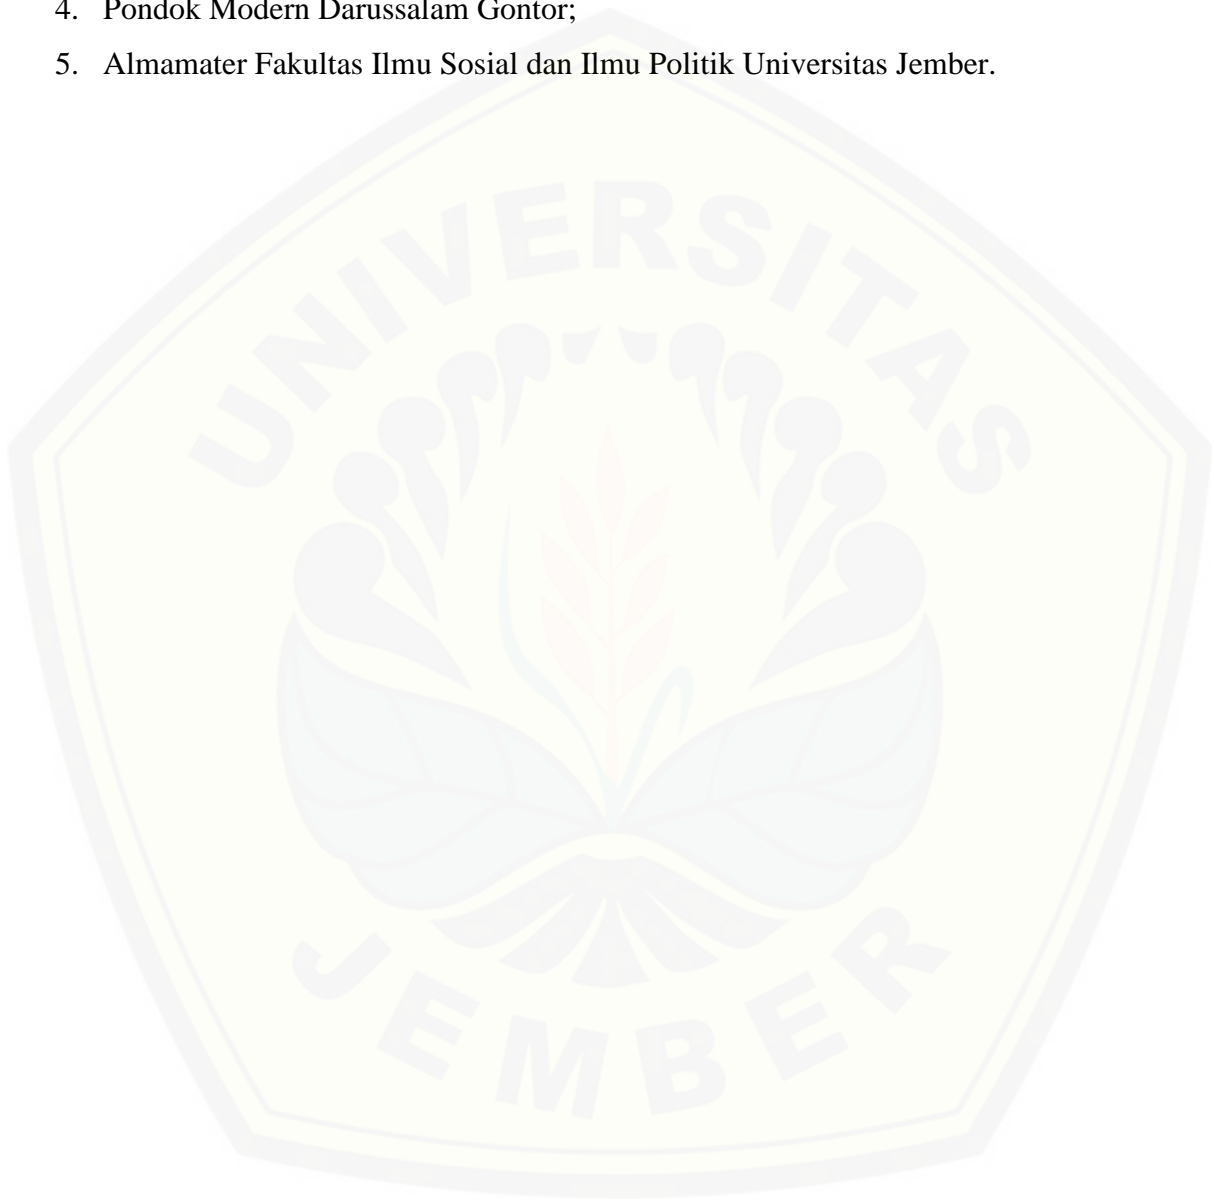 4. Pondok Modern Darussalam Gontor;
5. Almamater Fakultas Ilmu Sosial dan Ilmu Politik Universitas Jember.
UNIVERSITAS
JEMBER